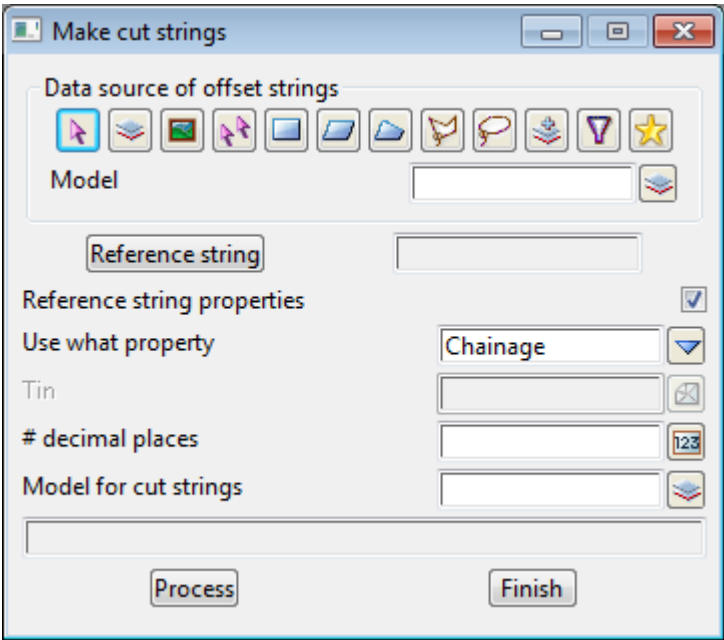 Make cut strings
Data source of offset strings
Model
Reference string
Reference string properties
Use what property Chainage
Tin
# decimal places 123
Model for cut strings
Process Finish